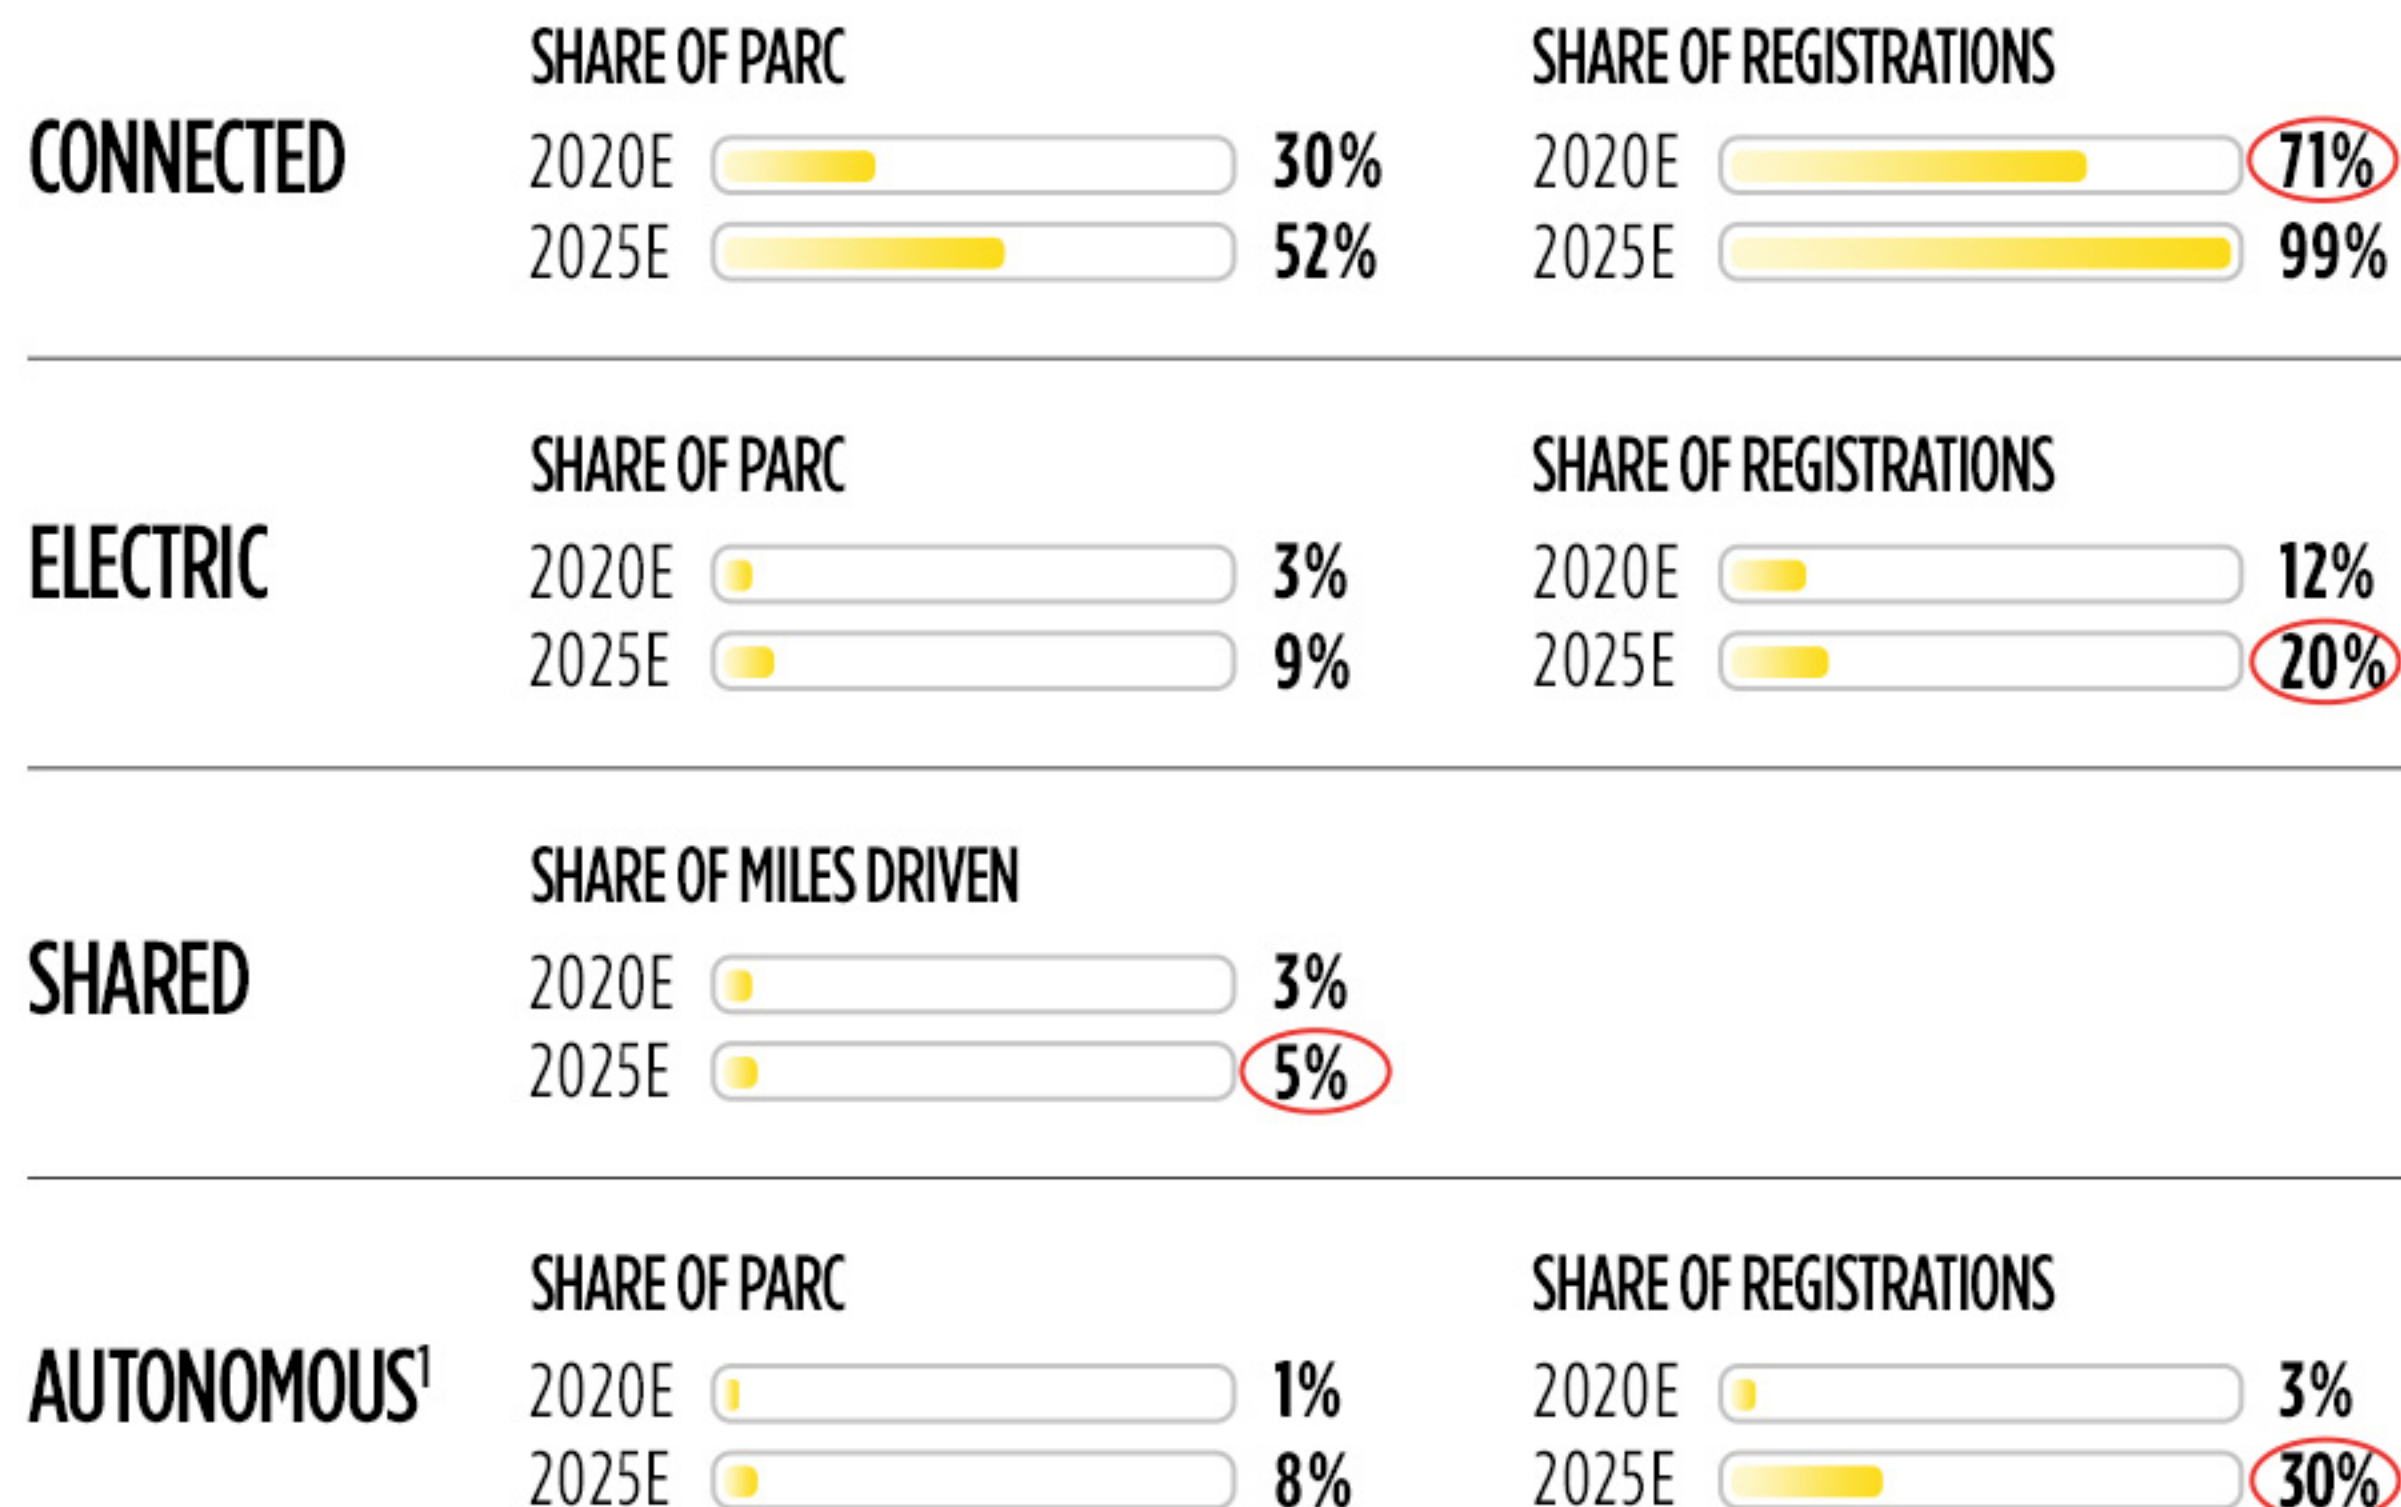 SHARE OF PARC
SHARE OF REGISTRATIONS
CONNECTED
2020E 30%
2020E 71%
2025E 52%
2025E 99%
SHARE OF PARC
SHARE OF REGISTRATIONS
ELECTRIC
2020E 3%
2020E 12%
2025E 9%
2025E 20%
SHARE OF MILES DRIVEN
SHARED
2020E 3%
2025E 5%
SHARE OF PARC
SHARE OF REGISTRATIONS
AUTONOMOUS¹
2020E 1%
2020E 3%
2025E 8%
2025E 30%